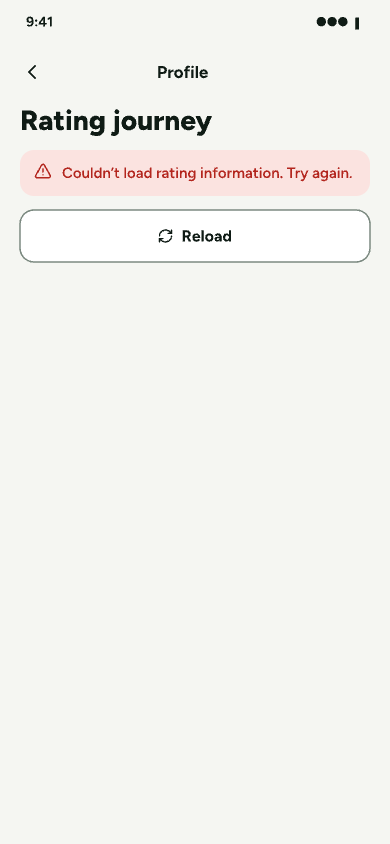 9:41
Profile
Rating journey
Couldn’t load rating information. Try again.
Reload